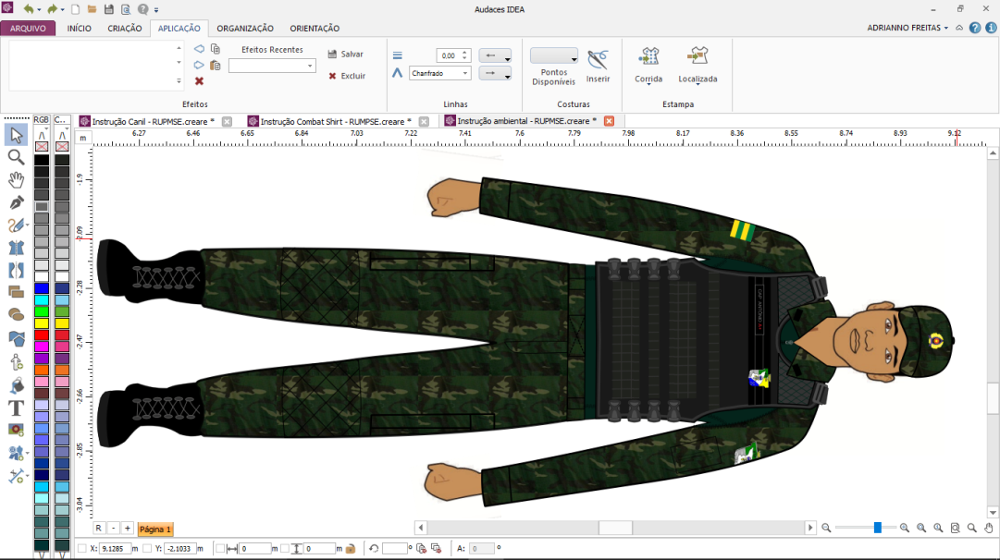 Audaces IDEA
ARQUIVO INÍCIO CRIAÇÃO APLICAÇÃO ORGANIZAÇÃO ORIENTAÇÃO ADRIANNO FREITAS
Efeitos Recentes Salvar 0.00
Chanfrado Pontos Disponíveis Inserir Corrida Localizada
Excluir
Efeitos Linhas Costuras Estampa
RGB C... Instrução Canil - RUPMSE.creare * Instrução Combat Shirt - RUMPSE.creare * Instrução ambiental - RUPMSE.creare *
m 6.27 6.46 6.65 6.84 7.03 7.22 7.41 7.6 7.79 7.98 8.17 8.36 8.55 8.74 8.93 9.12
-1.9
-2.09
-2.28
-2.47
-2.66
-2.85
-3.04
R - + Página 1
X: 9.1285 m Y: -2.1033 m 0 m 0 m º A: 0 º